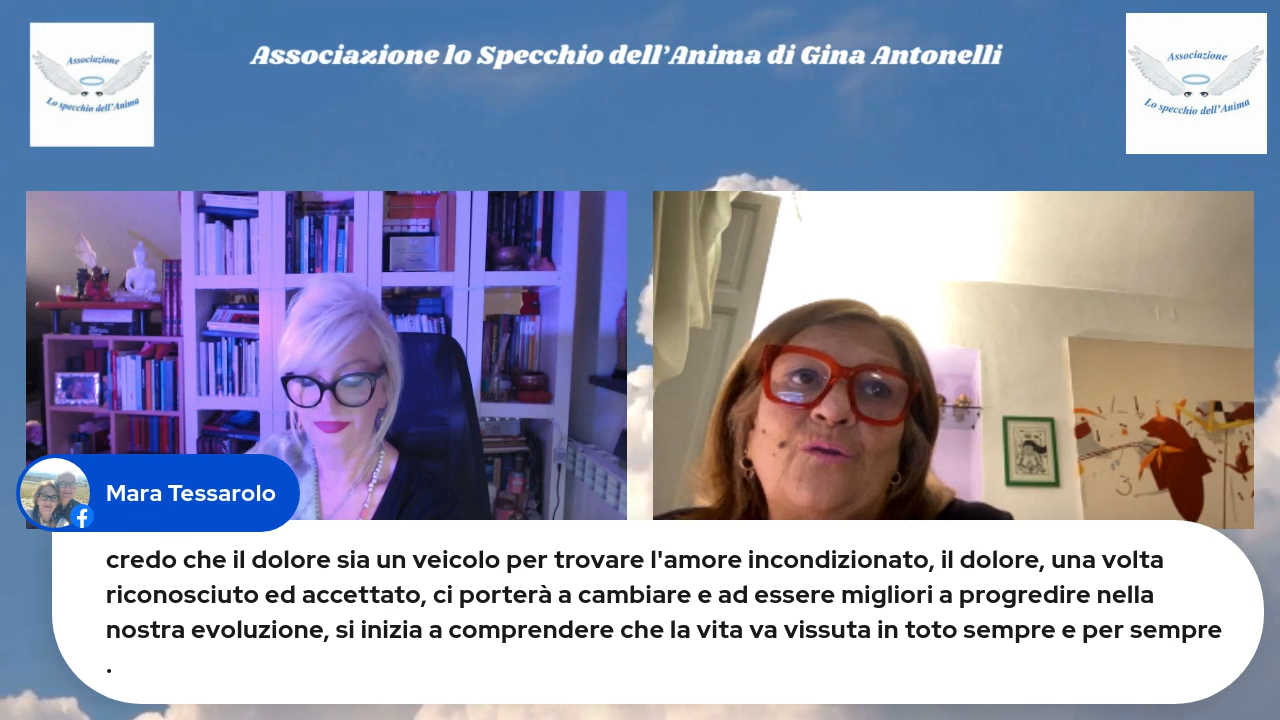 Associazione lo Specchio dell'Anima di Gina Antonelli
Associazione
Lo specchio dell'Anima
Associazione
Lo specchio dell'Anima
Mara Tessarolo
credo che il dolore sia un veicolo per trovare l'amore incondizionato, il dolore, una volta
riconosciuto ed accettato, ci porterà a cambiare e ad essere migliori a progredire nella
nostra evoluzione, si inizia a comprendere che la vita va vissuta in toto sempre e per sempre
.